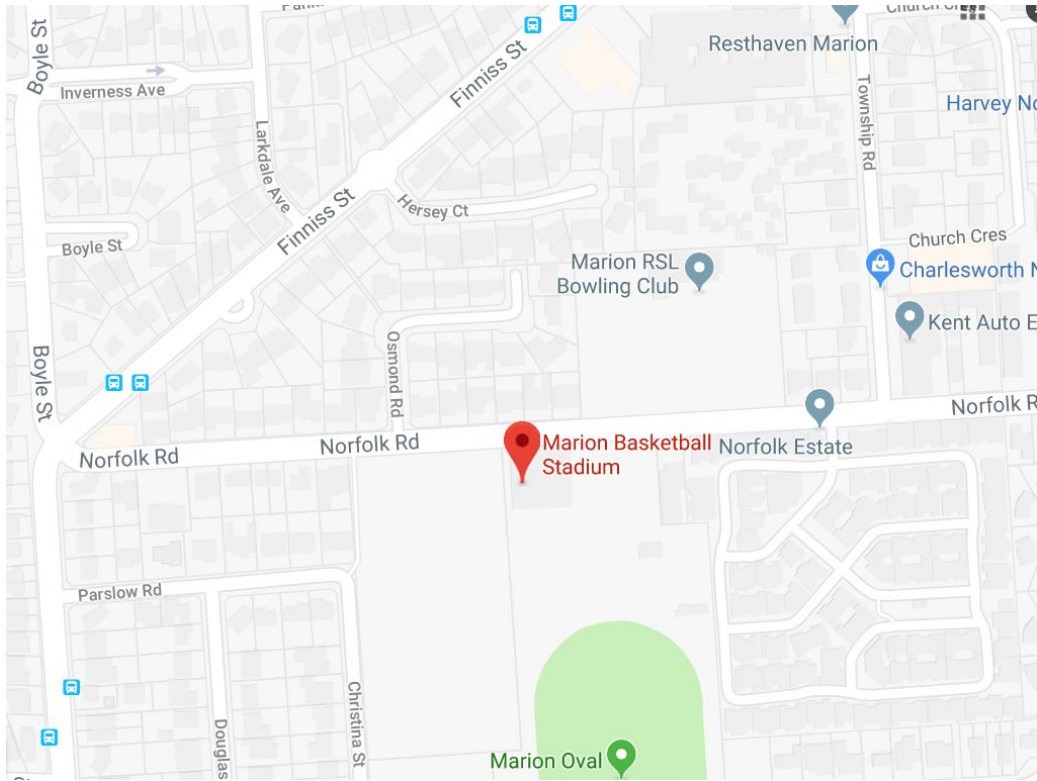 Church Cres
Boyle St
Finniss St
Resthaven Marion
Inverness Ave
Township Rd
Harvey No
Larkdale Ave
Hersey Ct
Finniss St
Boyle St
Church Cres
Marion RSL
Bowling Club
Charlesworth N
Kent Auto E
Osmond Rd
Boyle St
Norfolk R
Norfolk Rd
Norfolk Rd
Marion Basketball
Stadium
Norfolk Estate
Parslow Rd
Christina St
Douglas
Marion Oval